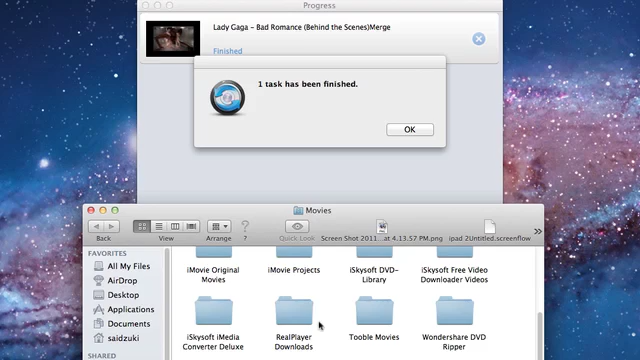 Progress
Lady Gaga - Bad Romance (Behind the Scenes)Merge
Finished
1 task has been finished.
OK
Movies
Back
View
Arrange
?
Quick Look
Screen Shot 2011...at 4.13.57 PM.png
ipad 2Untitled.screenflow
FAVORITES
All My Files
AirDrop
Desktop
Applications
Documents
saidzuki
SHARED
iMovie Original
Movies
iMovie Projects
iSkysoft DVD-
Library
iSkysoft Free Video
Downloader Videos
iSkysoft iMedia
Converter Deluxe
RealPlayer
Downloads
Tooble Movies
Wondershare DVD
Ripper